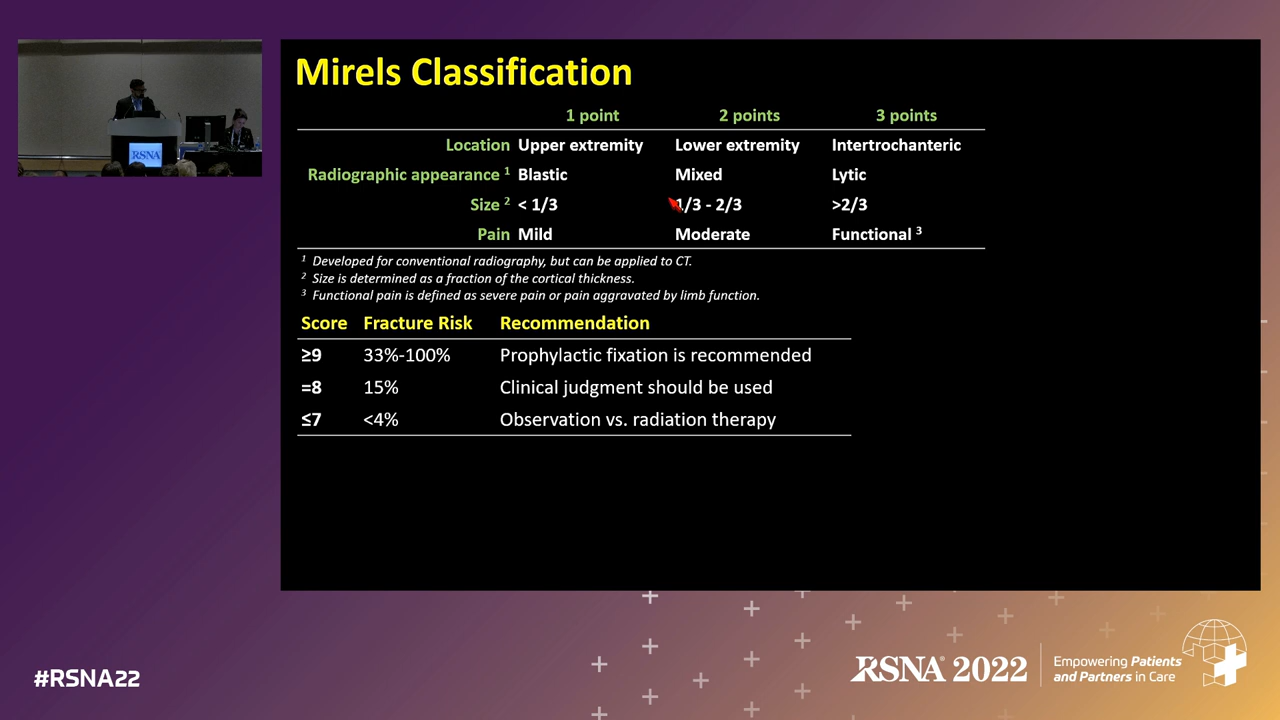 Mirels Classification
1 point 2 points 3 points
Location Upper extremity Lower extremity Intertrochanteric
Radiographic appearance 1 Blastic Mixed Lytic
Size 2 < 1/3 1/3 - 2/3 >2/3
Pain Mild Moderate Functional 3
1 Developed for conventional radiography, but can be applied to CT.
2 Size is determined as a fraction of the cortical thickness.
3 Functional pain is defined as severe pain or pain aggravated by limb function.
Score Fracture Risk Recommendation
≥9 33%-100% Prophylactic fixation is recommended
=8 15% Clinical judgment should be used
≤7 <4% Observation vs. radiation therapy
RSNA
#RSNA22
RSNA® 2022
Empowering Patients
and Partners in Care